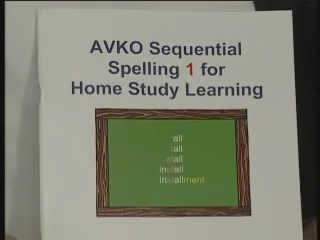 AVKO Sequential
Spelling 1 for
Home Study Learning
all
tall
stall
install
installment